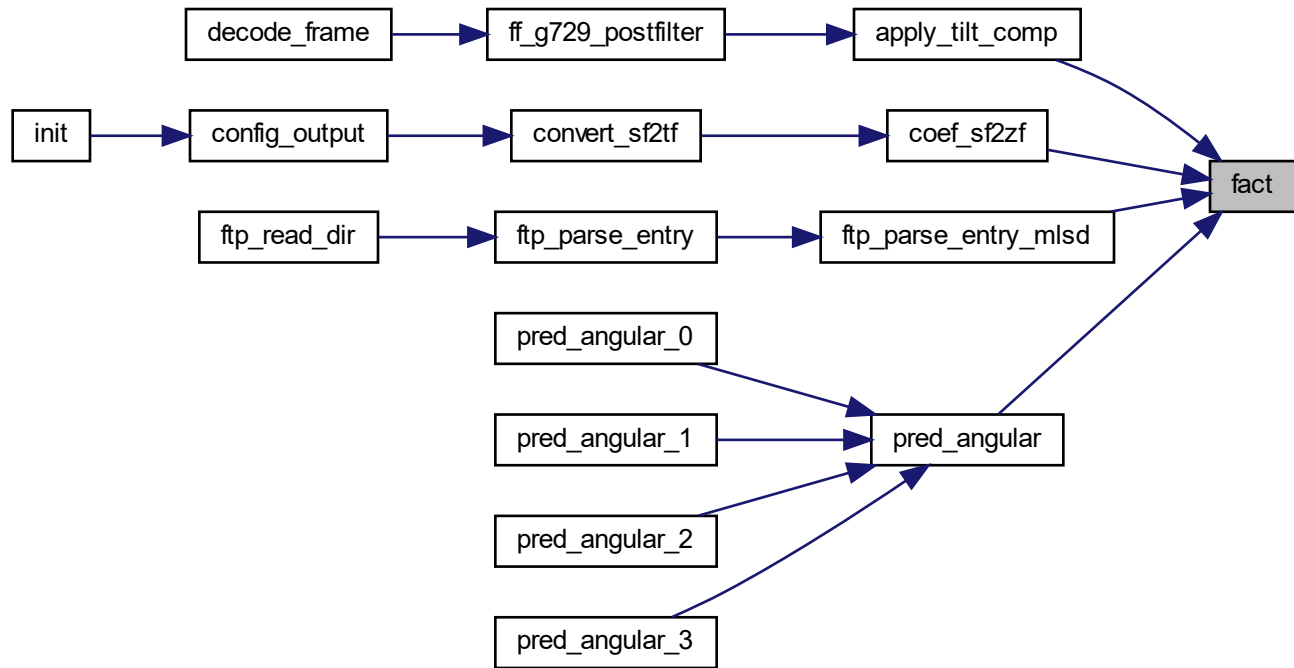 decode_frame
ff_g729_postfilter
apply_tilt_comp
init
config_output
convert_sf2tf
coef_sf2zf
fact
ftp_read_dir
ftp_parse_entry
ftp_parse_entry_mlsd
pred_angular_0
pred_angular_1
pred_angular
pred_angular_2
pred_angular_3